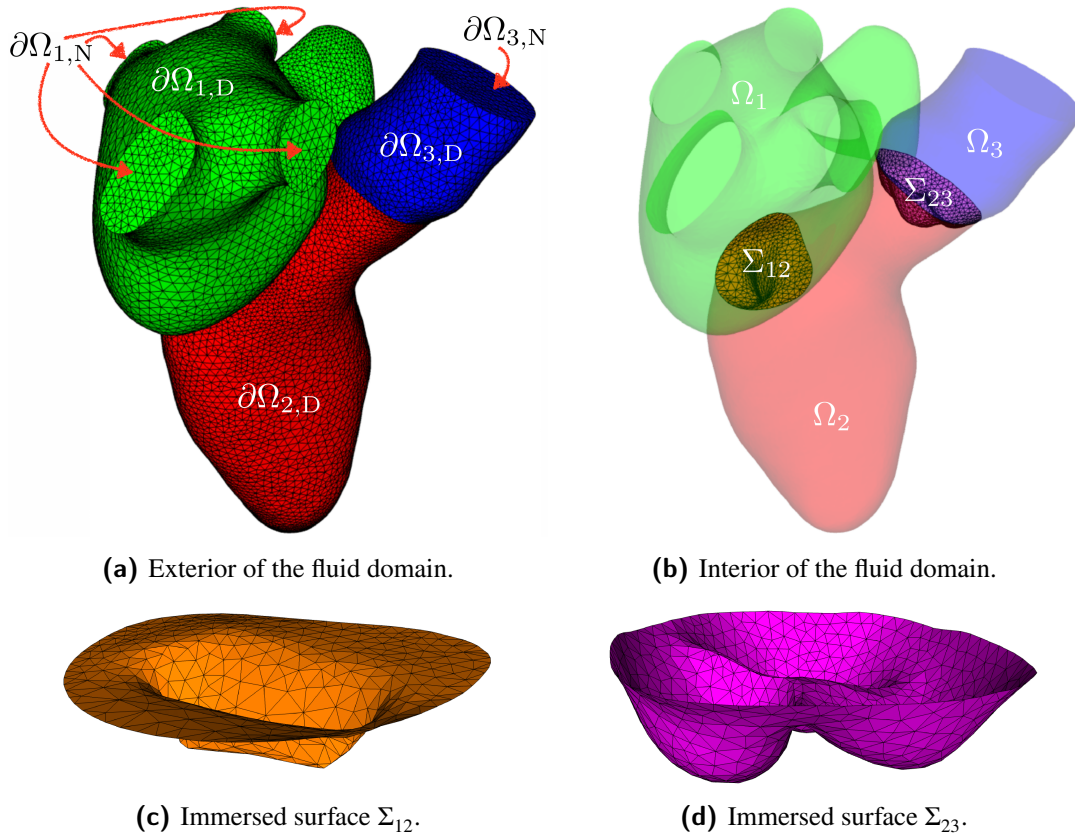 ∂Ω₁,N
∂Ω₁,D
∂Ω₃,N
∂Ω₃,D
∂Ω₂,D
Ω₁
Ω₃
Σ₂₃
Σ₁₂
Ω₂
(a) Exterior of the fluid domain.
(b) Interior of the fluid domain.
(c) Immersed surface Σ₁₂.
(d) Immersed surface Σ₂₃.